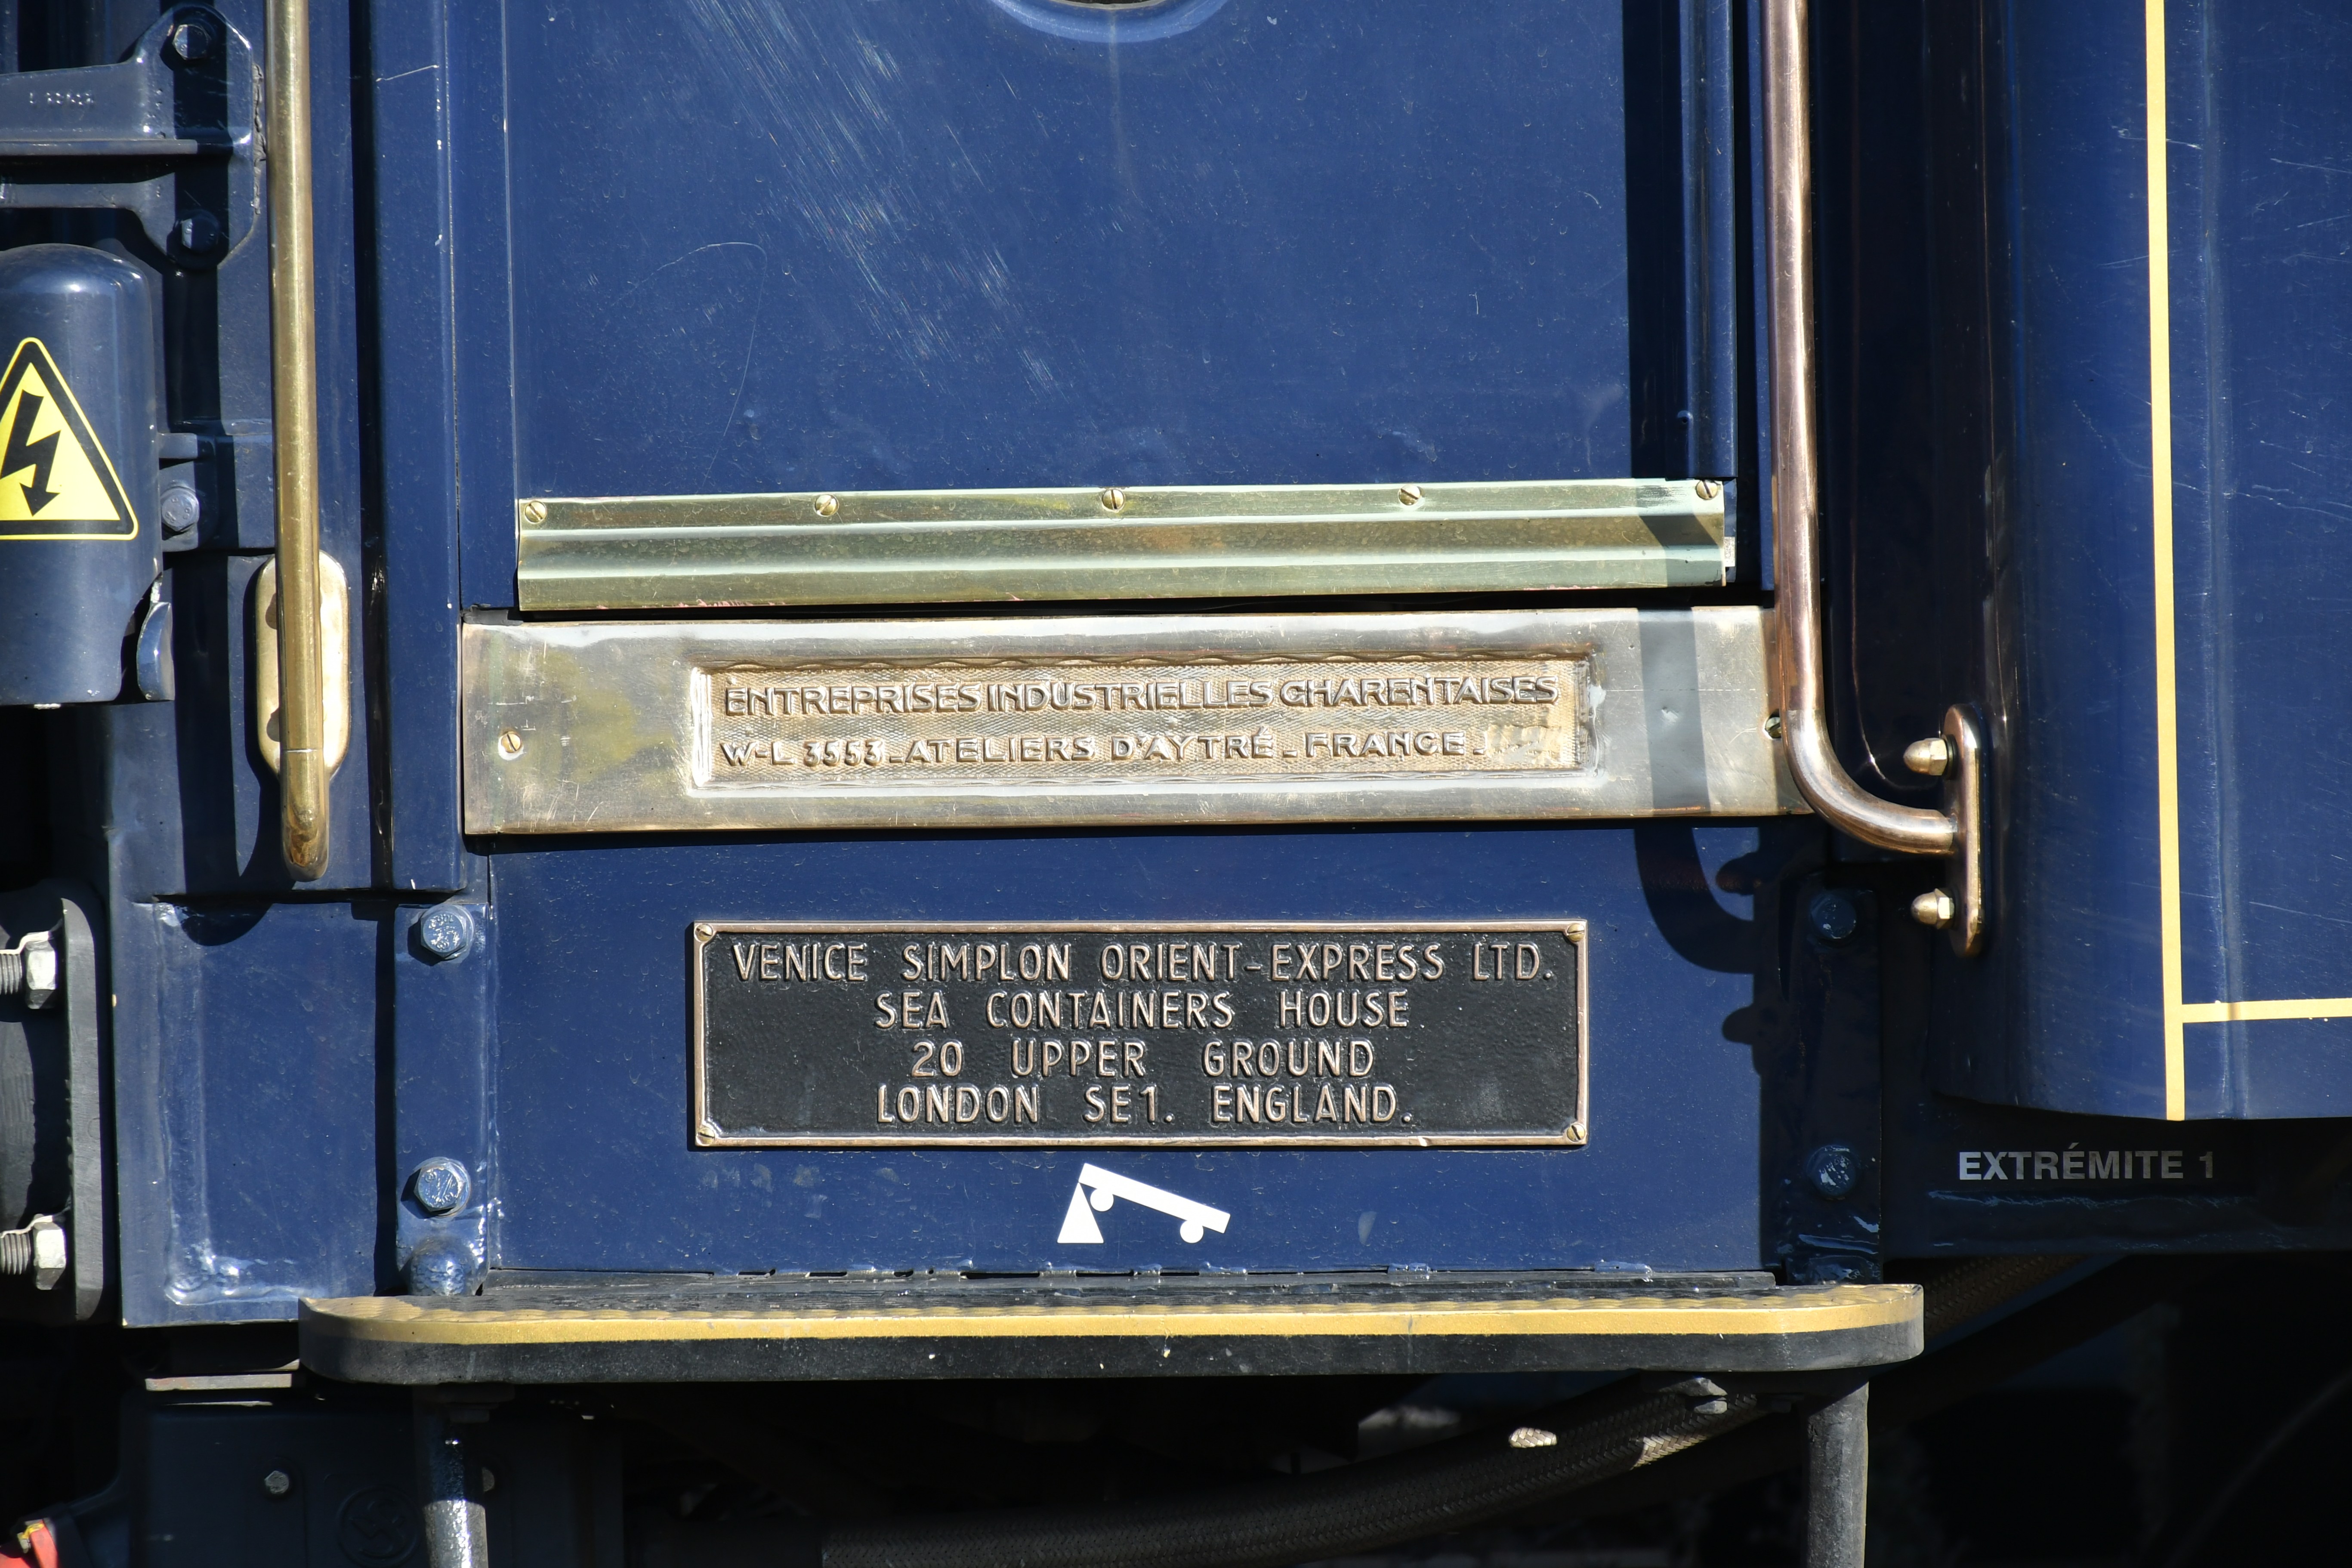 ENTREPRISES INDUSTRIELLES CHARENTAISES
W-L 3553_ATELIERS D'AYTRÉ_FRANCE_
VENICE SIMPLON ORIENT-EXPRESS LTD.
SEA CONTAINERS HOUSE
20 UPPER GROUND
LONDON SE1. ENGLAND.
EXTRÉMITE 1